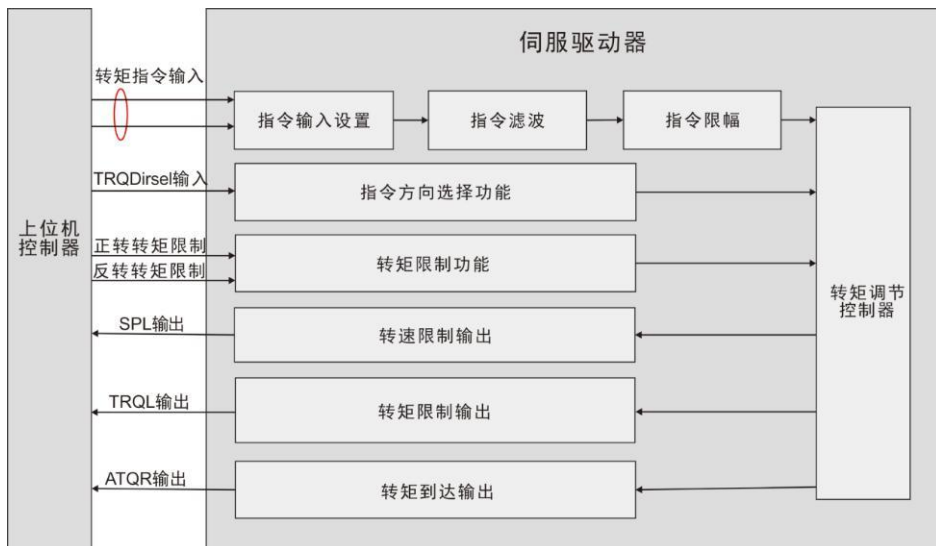 伺服驱动器
转矩指令输入
指令输入设置
指令滤波
指令限幅
TRQDirsel输入
指令方向选择功能
上位机
控制器
正转转矩限制
反转转矩限制
转矩限制功能
转矩调节
控制器
SPL输出
转速限制输出
TRQL输出
转矩限制输出
ATQR输出
转矩到达输出